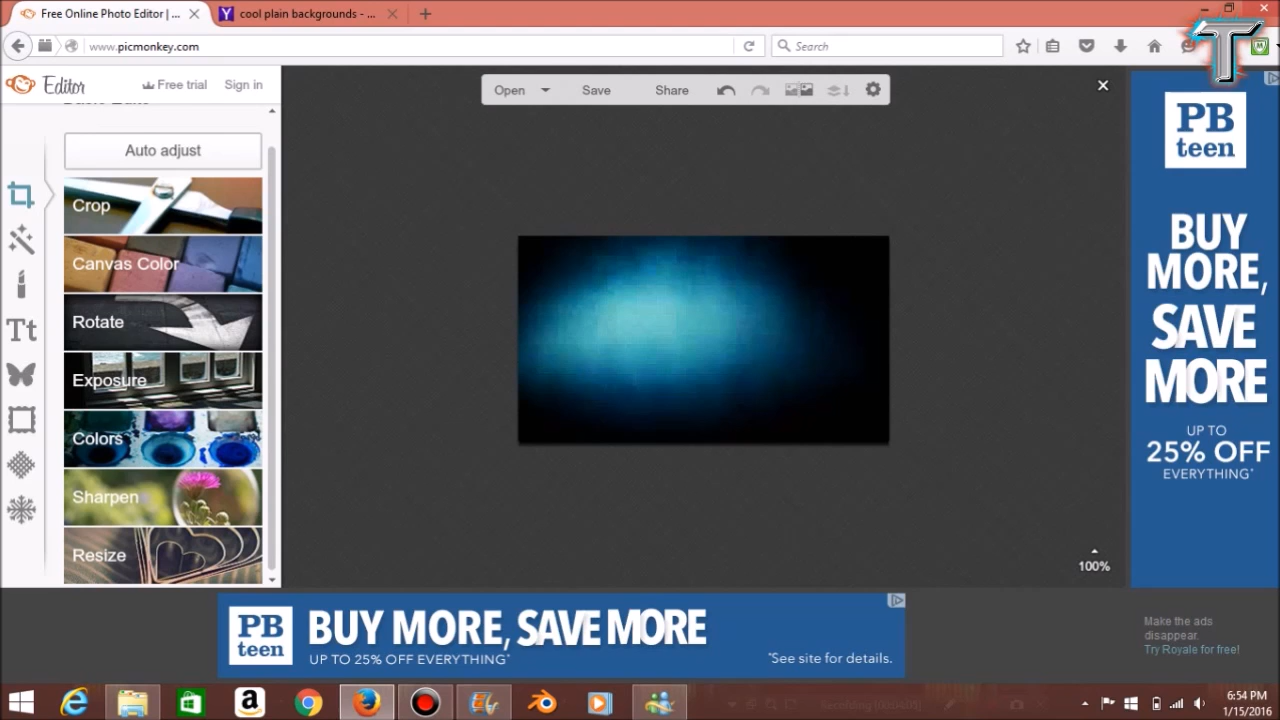 Free Online Photo Editor | ...
cool plain backgrounds - ...
www.picmonkey.com
Search
Editor
Free trial
Sign in
Open
Save
Share
Auto adjust
Crop
Canvas Color
Rotate
Exposure
Colors
Sharpen
Resize
Tt
100%
PB
teen
BUY
MORE,
SAVE
MORE
UP TO
25% OFF
EVERYTHING*
PB
teen
BUY MORE, SAVE MORE
UP TO 25% OFF EVERYTHING*
*See site for details.
Make the ads
disappear.
Try Royale for free!
6:54 PM
1/15/2016